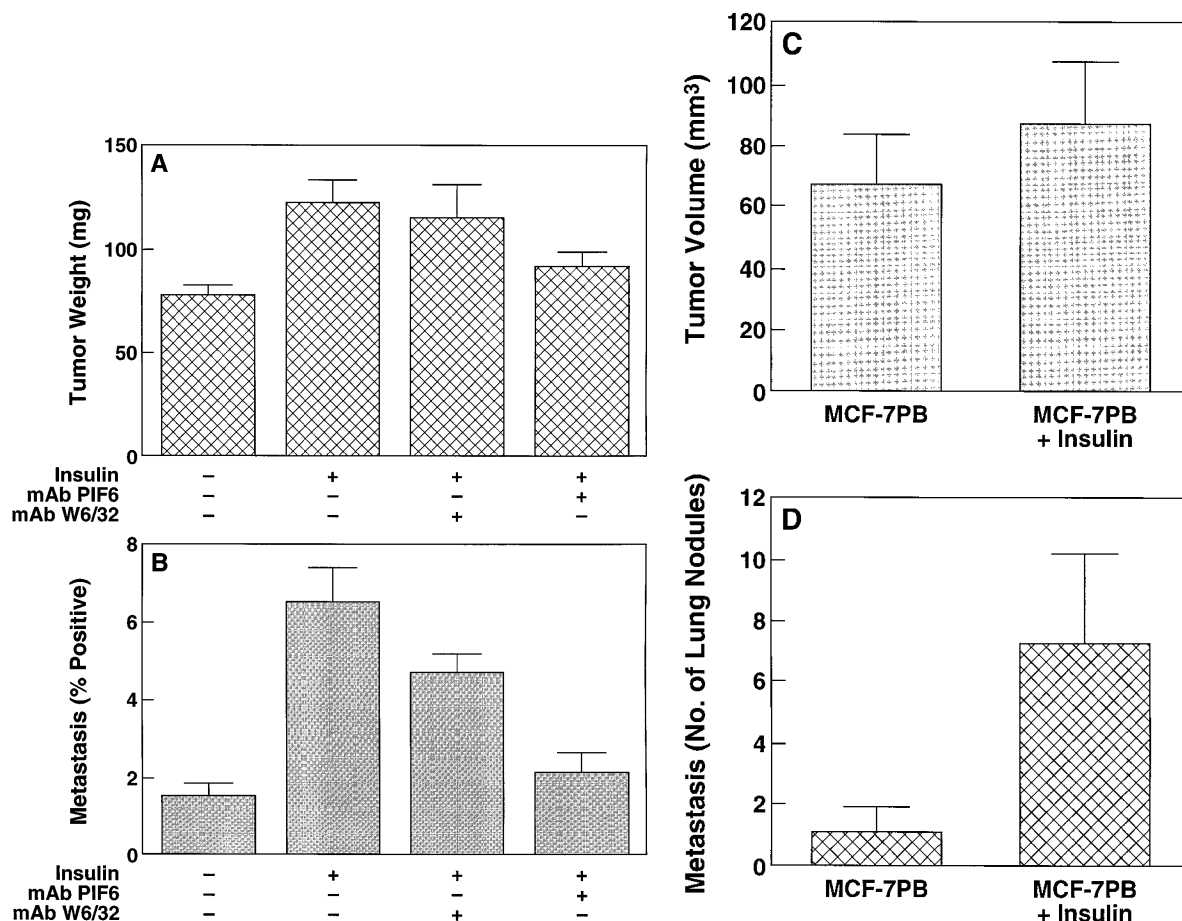 A
Tumor Weight (mg)
150
100
50
0
Insulin − + + +
mAb PIF6 − − − +
mAb W6/32 − − + −
B
Metastasis (% Positive)
8
6
4
2
0
Insulin − + + +
mAb PIF6 − − − +
mAb W6/32 − − + −
C
Tumor Volume (mm³)
120
100
80
60
40
20
0
MCF-7PB
MCF-7PB
+ Insulin
D
Metastasis (No. of Lung Nodules)
12
10
8
6
4
2
0
MCF-7PB
MCF-7PB
+ Insulin